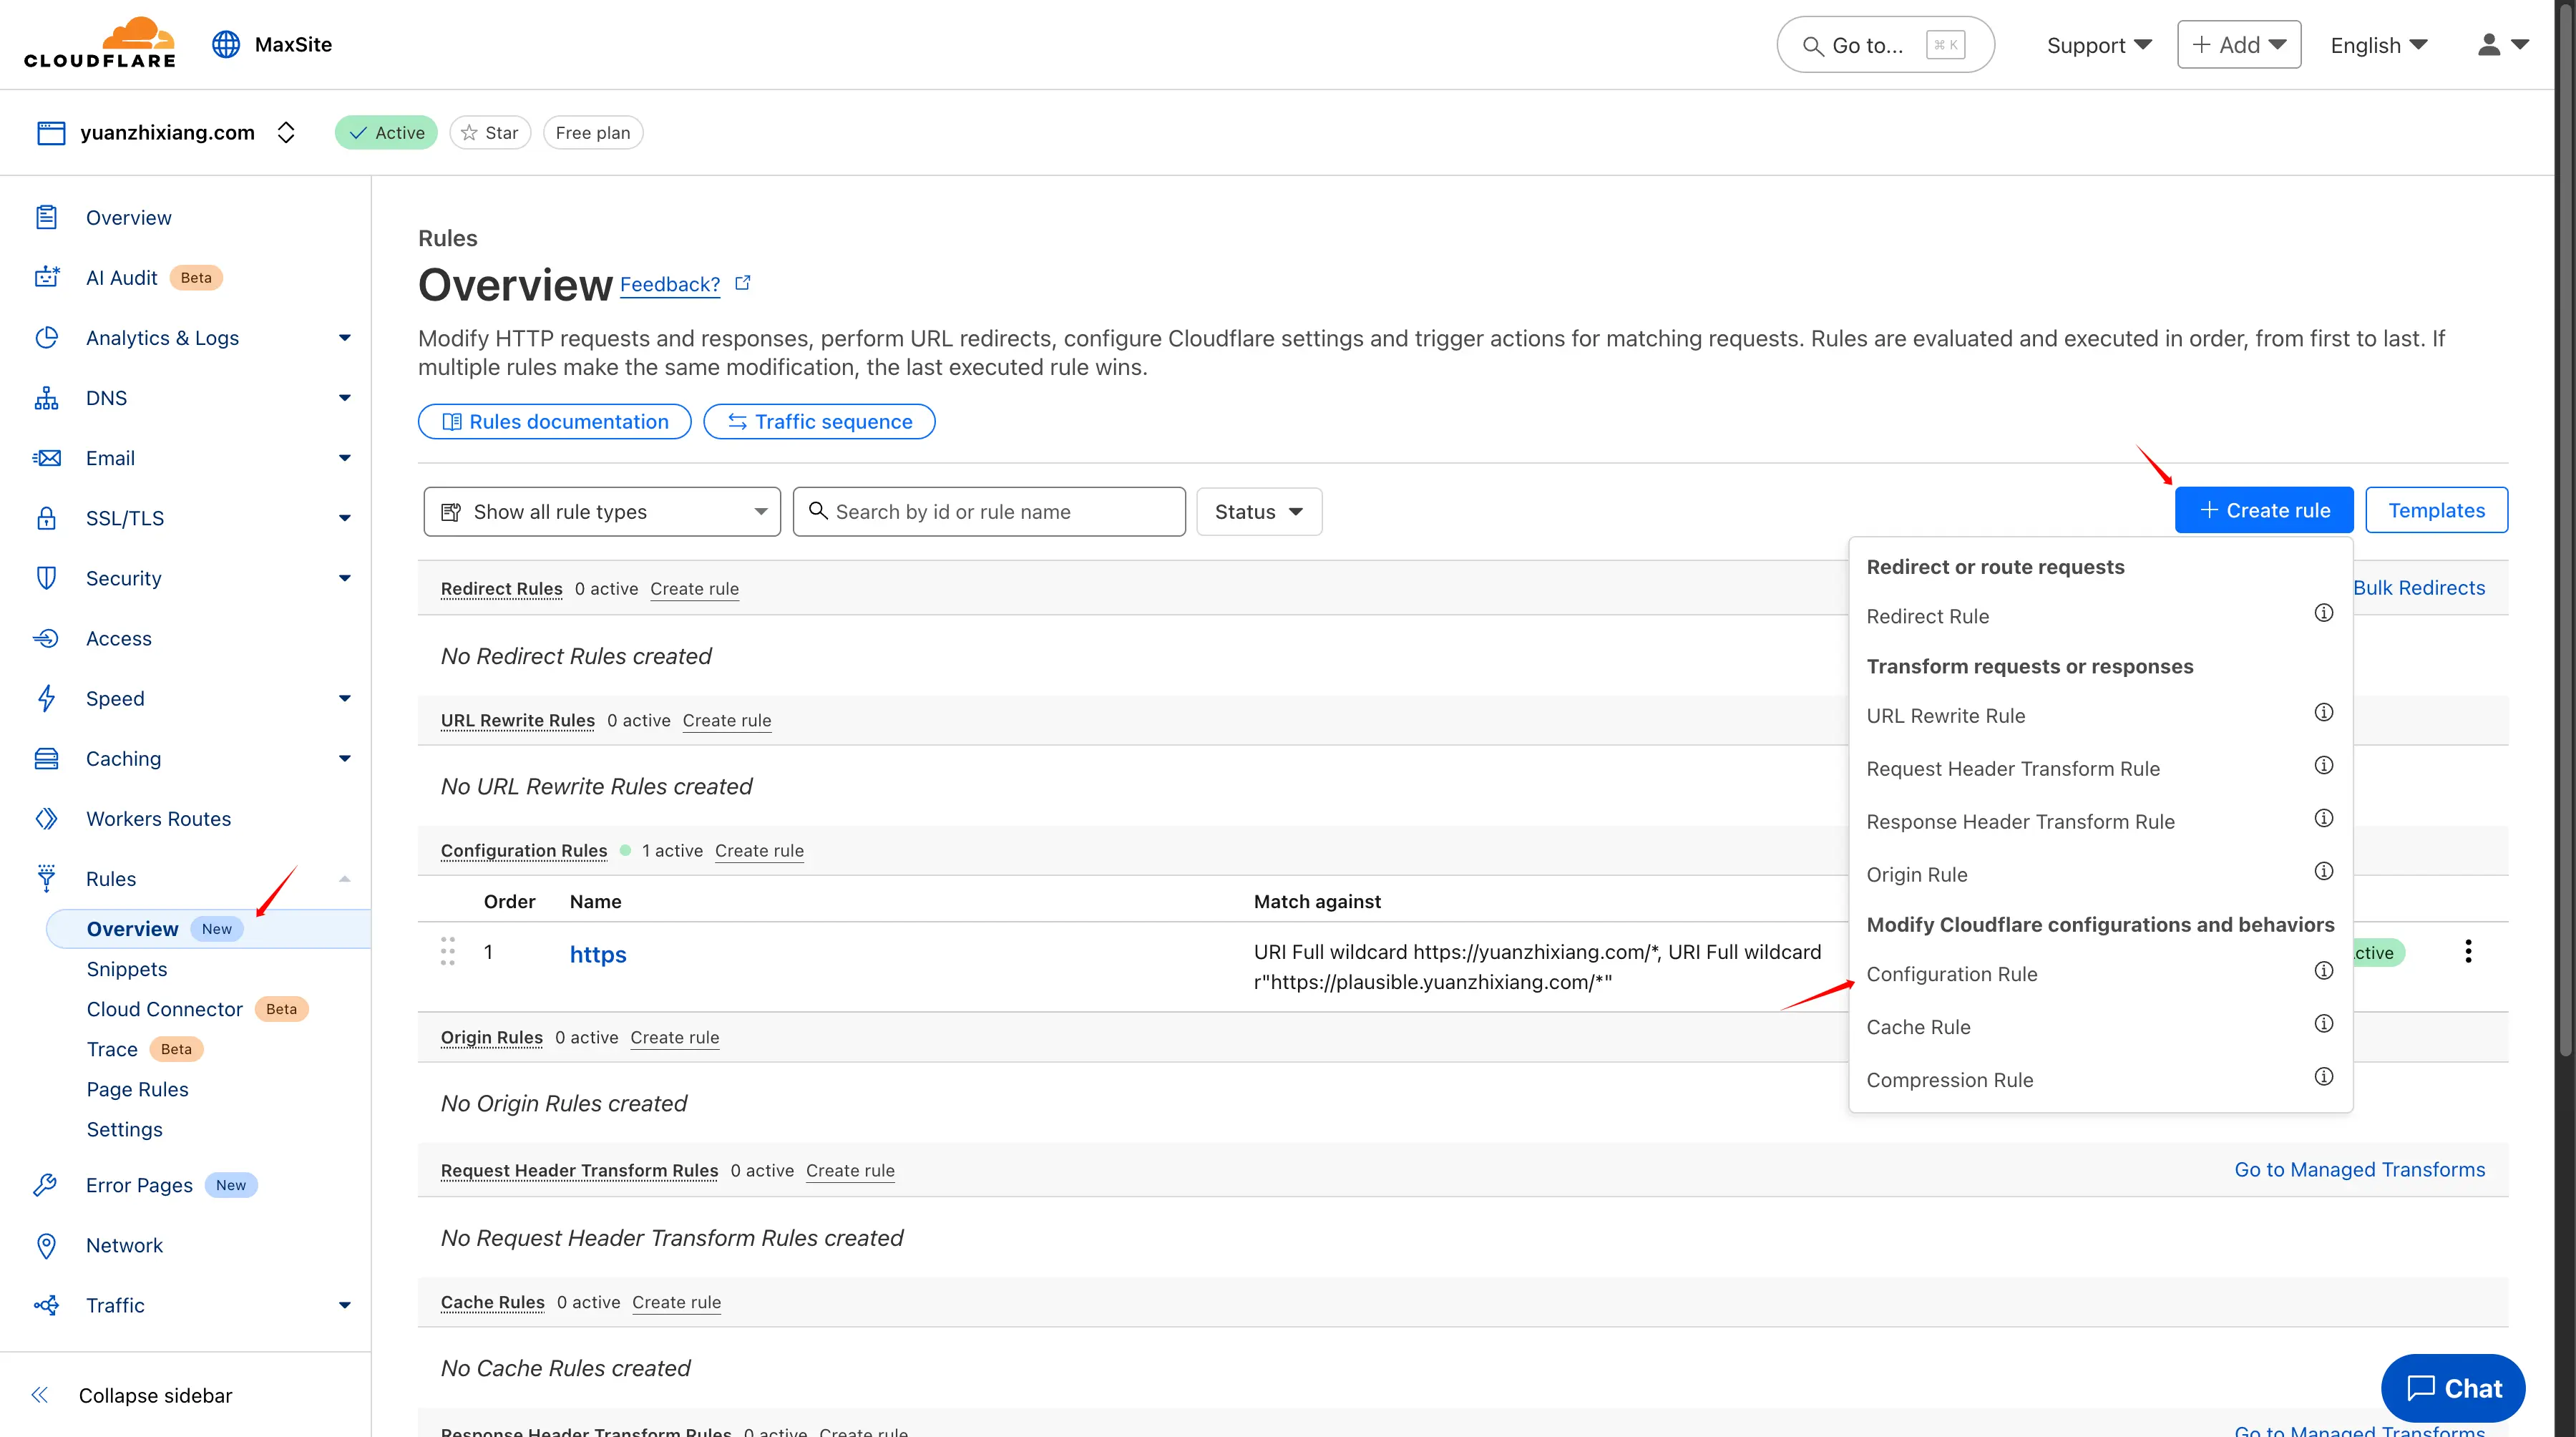 CLOUDFLARE
MaxSite
Go to...
⌘ K
Support
+ Add
English
yuanzhixiang.com
Active
Star
Free plan
Overview
AI Audit Beta
Analytics & Logs
DNS
Email
SSL/TLS
Security
Access
Speed
Caching
Workers Routes
Rules
Overview New
Snippets
Cloud Connector Beta
Trace Beta
Page Rules
Settings
Error Pages New
Network
Traffic
Collapse sidebar
Rules
Overview Feedback?
Modify HTTP requests and responses, perform URL redirects, configure Cloudflare settings and trigger actions for matching requests. Rules are evaluated and executed in order, from first to last. If
multiple rules make the same modification, the last executed rule wins.
Rules documentation
Traffic sequence
Show all rule types
Search by id or rule name
Status
+ Create rule
Templates
Redirect Rules 0 active Create rule
Bulk Redirects
No Redirect Rules created
URL Rewrite Rules 0 active Create rule
No URL Rewrite Rules created
Configuration Rules 1 active Create rule
Order Name Match against
1 https
URI Full wildcard https://yuanzhixiang.com/*, URI Full wildcard
r"https://plausible.yuanzhixiang.com/*"
ctive
Origin Rules 0 active Create rule
No Origin Rules created
Request Header Transform Rules 0 active Create rule
Go to Managed Transforms
No Request Header Transform Rules created
Cache Rules 0 active Create rule
No Cache Rules created
Response Header Transform Rules 0 active Create rule
Go to Managed Transforms
Redirect or route requests
Redirect Rule
Transform requests or responses
URL Rewrite Rule
Request Header Transform Rule
Response Header Transform Rule
Origin Rule
Modify Cloudflare configurations and behaviors
Configuration Rule
Cache Rule
Compression Rule
Chat